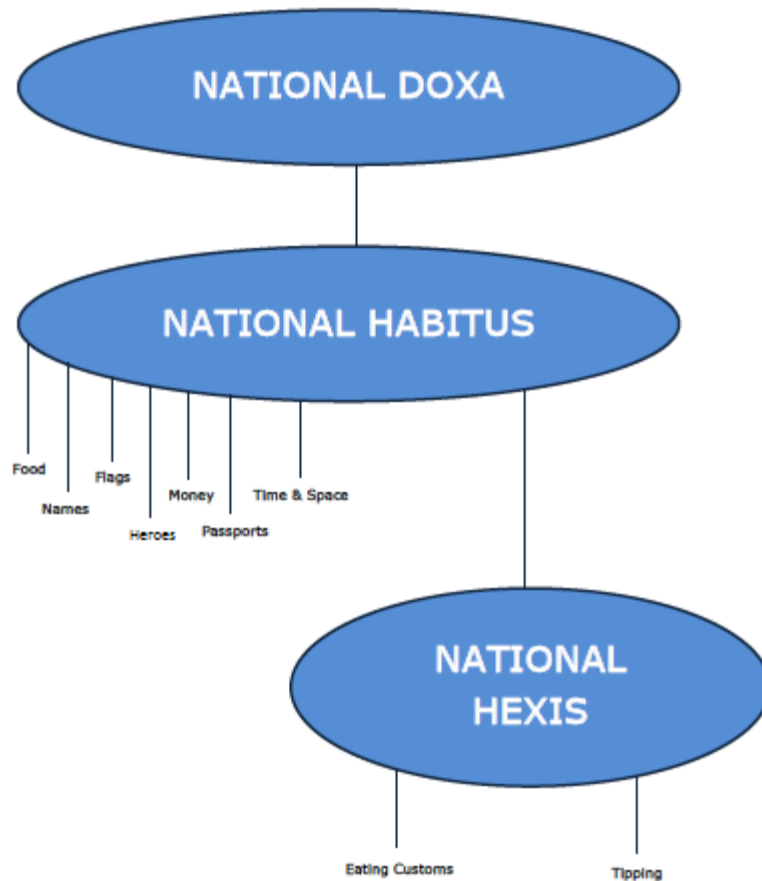 NATIONAL DOXA
NATIONAL HABITUS
Food
Names
Flags
Heroes
Money
Passports
Time & Space
NATIONAL
HEXIS
Eating Customs
Tipping